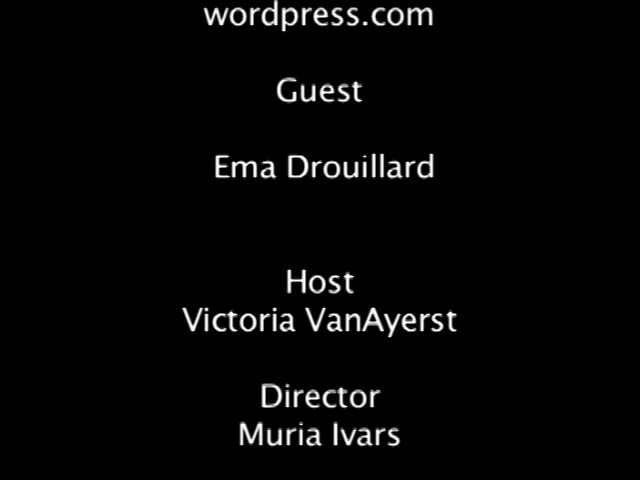 wordpress.com
Guest
Ema Drouillard
Host
Victoria VanAyerst
Director
Muria Ivars